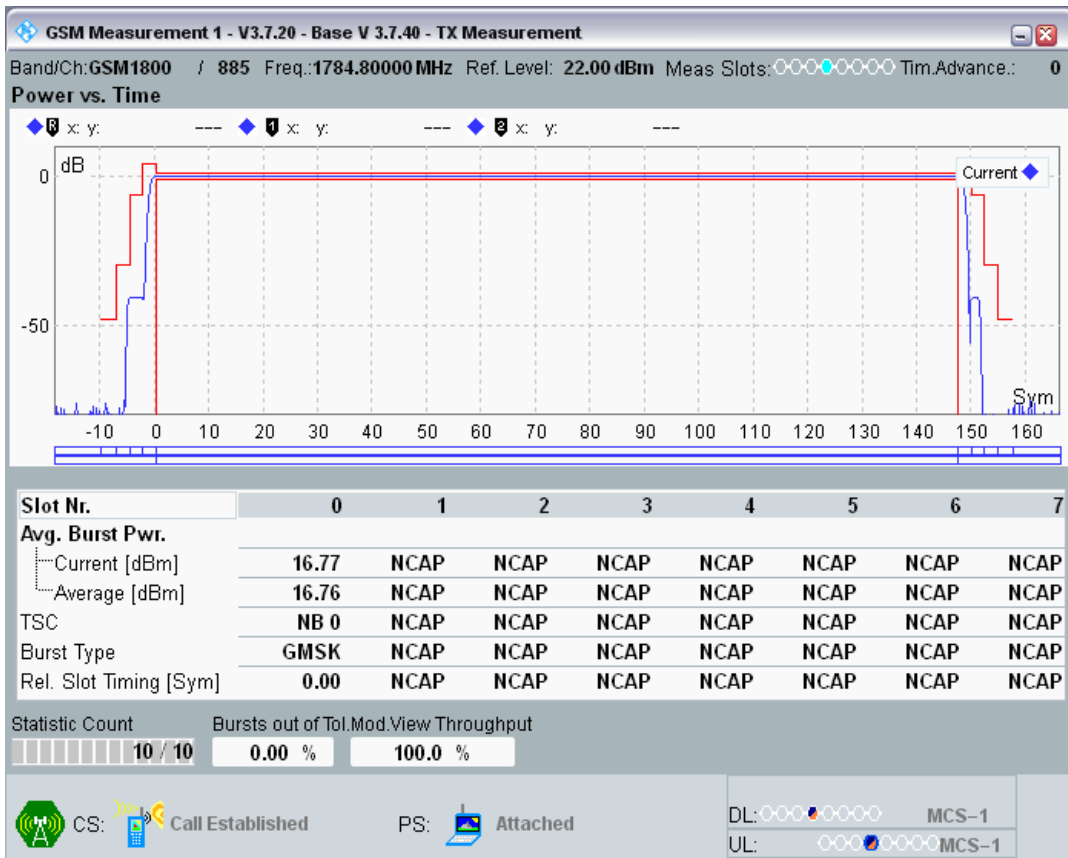 GSM Measurement 1 - V3.7.20 - Base V 3.7.40 - TX Measurement
Band/Ch:GSM1800 / 885 Freq.:1784.80000 MHz Ref. Level: 22.00 dBm Meas Slots: Tim.Advance.: 0
Power vs. Time
R x: y: --- 1 x: y: --- 2 x: y: ---
dB
Current
0
-50
Sym
-10 0 10 20 30 40 50 60 70 80 90 100 110 120 130 140 150 160
Slot Nr. 0 1 2 3 4 5 6 7
Avg. Burst Pwr.
Current [dBm] 16.77 NCAP NCAP NCAP NCAP NCAP NCAP NCAP
Average [dBm] 16.76 NCAP NCAP NCAP NCAP NCAP NCAP NCAP
TSC NB 0 NCAP NCAP NCAP NCAP NCAP NCAP NCAP
Burst Type GMSK NCAP NCAP NCAP NCAP NCAP NCAP NCAP
Rel. Slot Timing [Sym] 0.00 NCAP NCAP NCAP NCAP NCAP NCAP NCAP
Statistic Count Bursts out of Tol.Mod.View Throughput
10 / 10 0.00 % 100.0 %
CS: Call Established PS: Attached
DL: MCS-1
UL: MCS-1